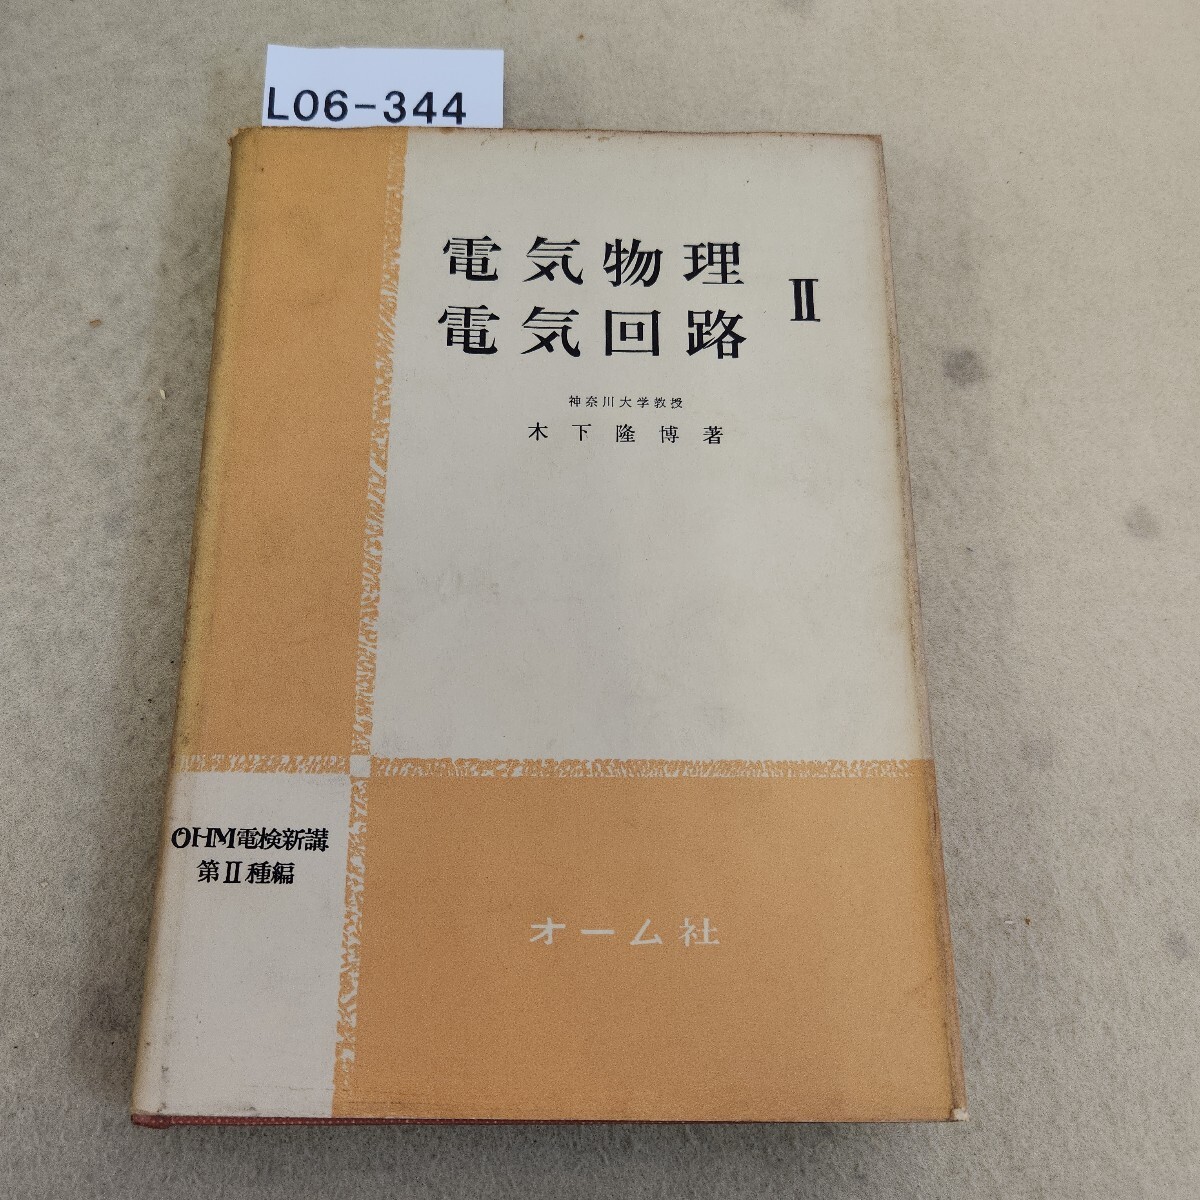 L06-344
電気物理
電気回路 II
神奈川大学教授
木下隆博著
OHM電検新講
第II種編
オーム社